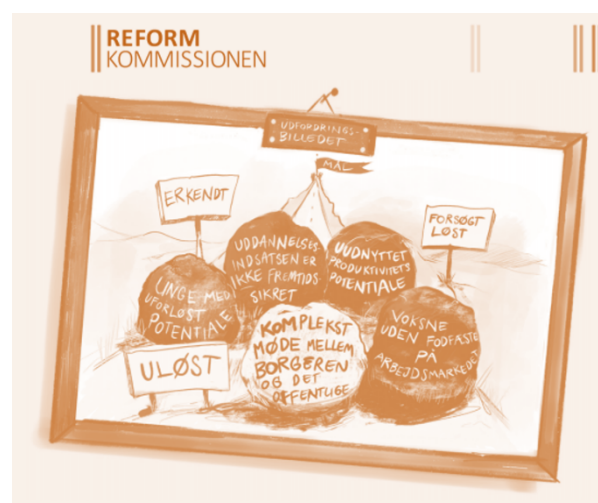 REFORM
KOMMISSIONEN
UDFORDRINGS-
BILLEDET
MÅL
ERKENDT
FORSØGT
LØST
UDDANNELSES-
INDSATSEN ER
IKKE FREMTIDS-
SIKRET
UUDNYTTET
PRODUKTIVITETS
POTENTIALE
UNGE MED
UFORLØST
POTENTIALE
KOMPLEKST
MØDE MELLEM
BORGEREN
OG DET
OFFENTLIGE
VOKSNE
UDEN FODFÆSTE
PÅ
ARBEJDSMARKEDET
ULØST